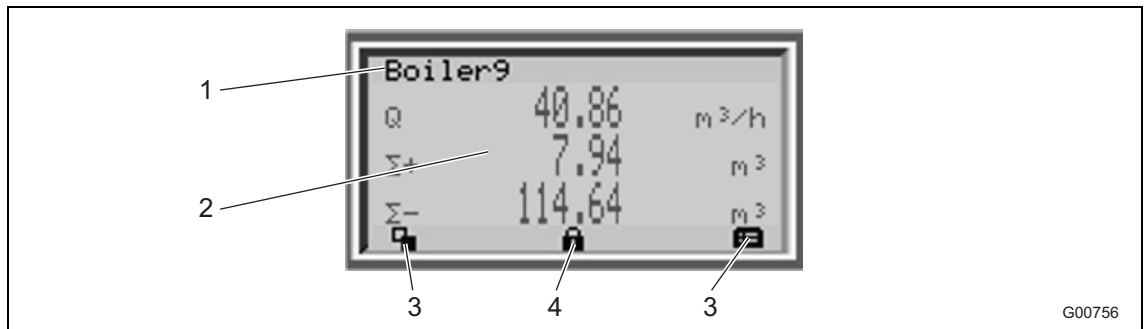 1
Boiler9
Q 40.86 m³/h
2
Σ+ 7.94 m³
Σ- 114.64 m³
3 4 3
G00756